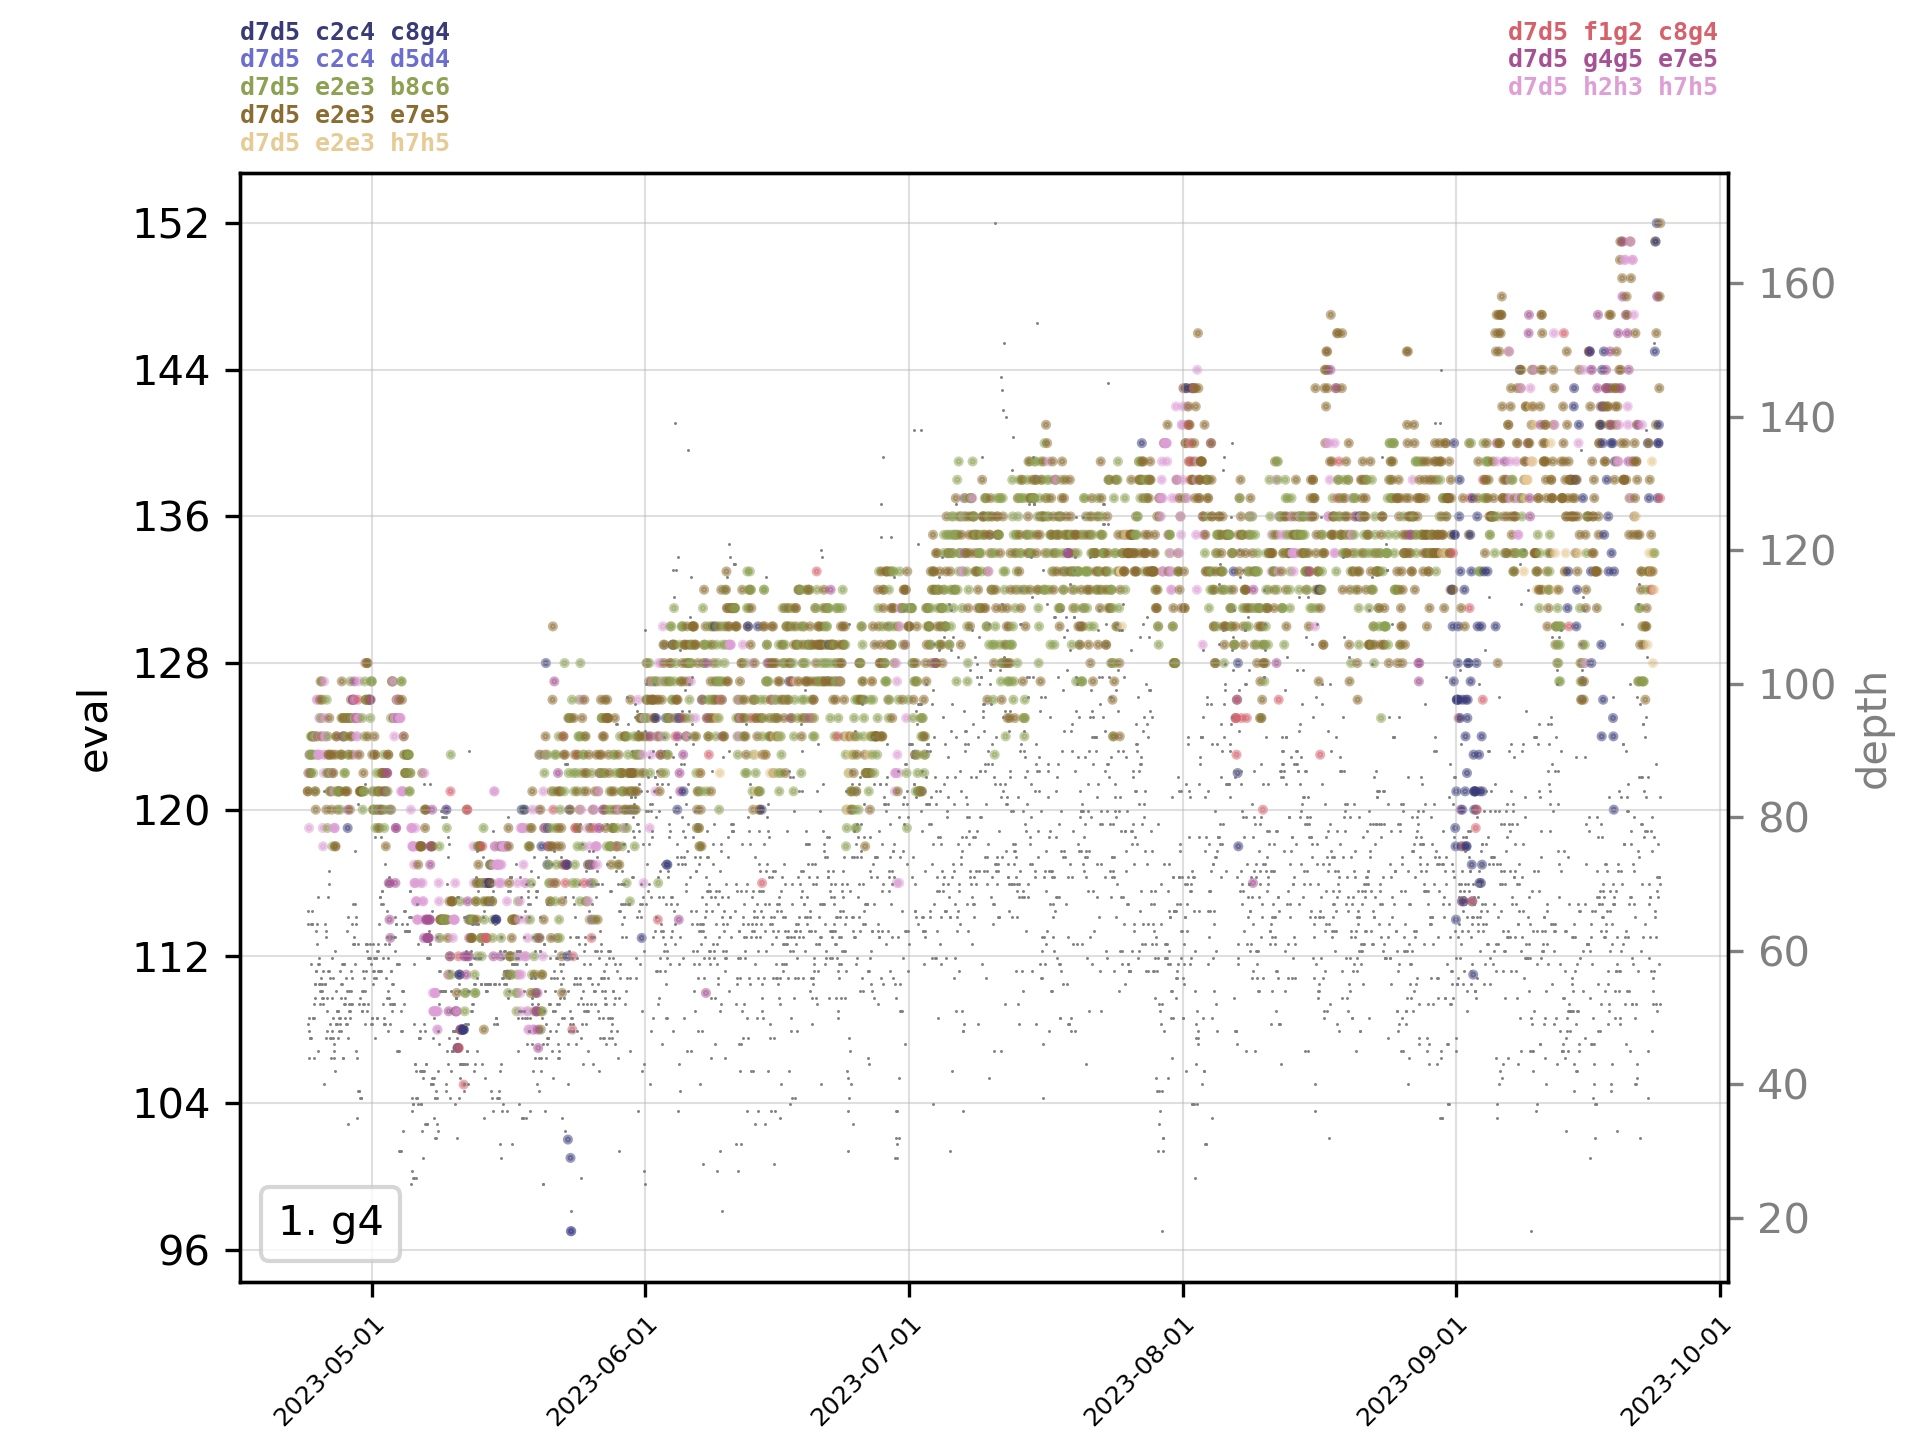 d7d5 c2c4 c8g4
d7d5 c2c4 d5d4
d7d5 e2e3 b8c6
d7d5 e2e3 e7e5
d7d5 e2e3 h7h5
d7d5 f1g2 c8g4
d7d5 g4g5 e7e5
d7d5 h2h3 h7h5
152
144
136
128
120
112
104
96
eval
160
140
120
100
80
60
40
20
depth
1. g4
2023-05-01
2023-06-01
2023-07-01
2023-08-01
2023-09-01
2023-10-01